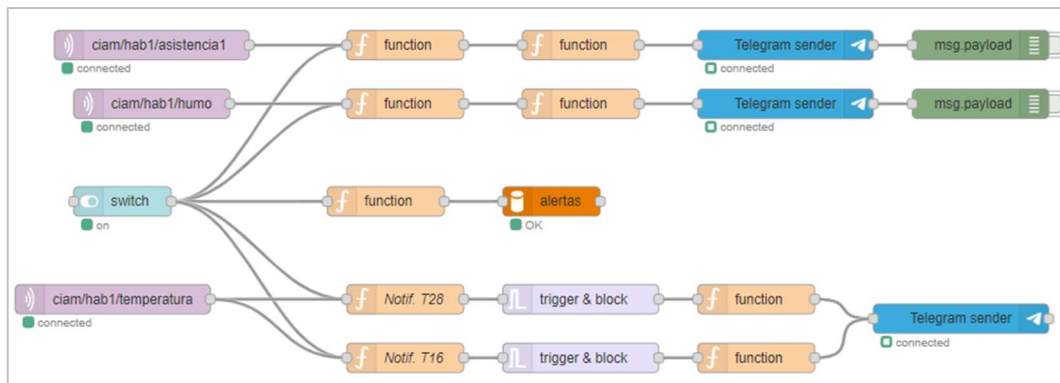 ciam/hab1/asistencia1
function
function
Telegram sender
msg.payload
connected
connected
ciam/hab1/humo
function
function
Telegram sender
msg.payload
connected
connected
switch
function
alertas
on
OK
ciam/hab1/temperatura
Notif. T28
trigger & block
function
Telegram sender
connected
connected
Notif. T16
trigger & block
function